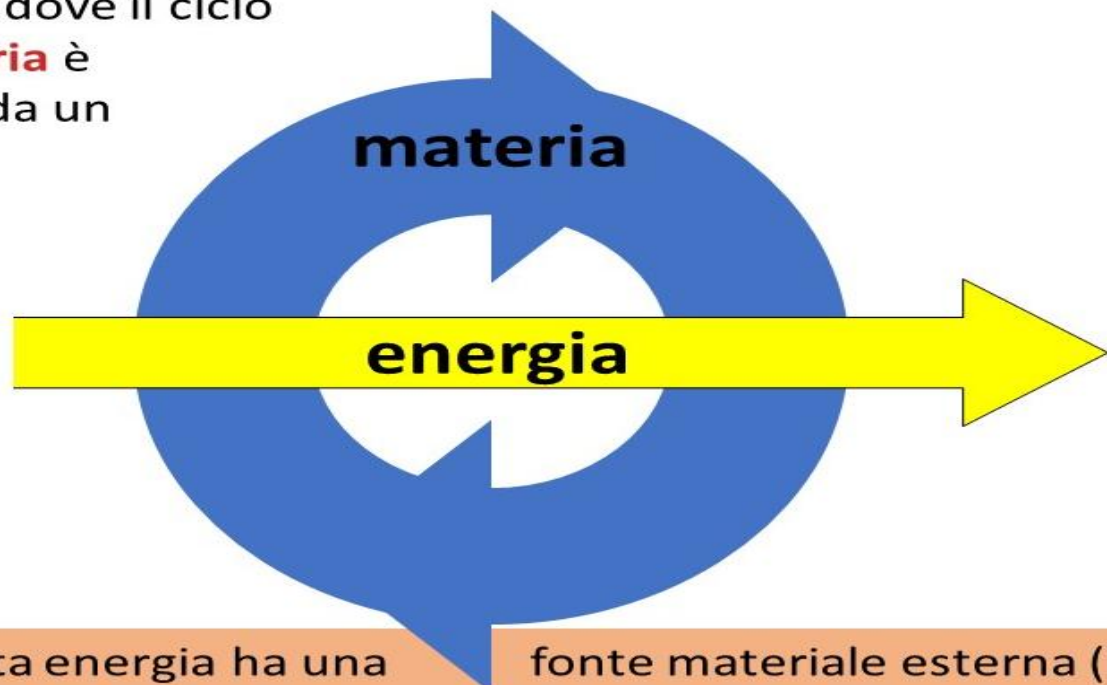 dove il ciclo
ria è
da un
materia
energia
ta energia ha una fonte materiale esterna (